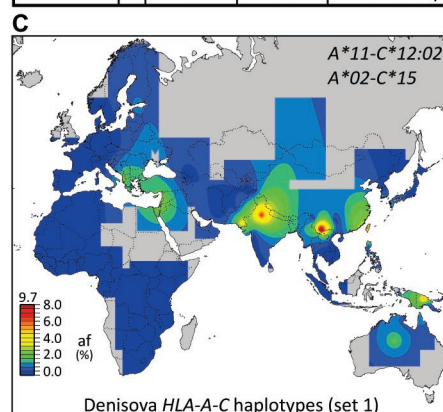 C
A*11-C*12:02
A*02-C*15
9.7
8.0
6.0
4.0
2.0
0.0
af
(%)
Denisova HLA-A-C haplotypes (set 1)